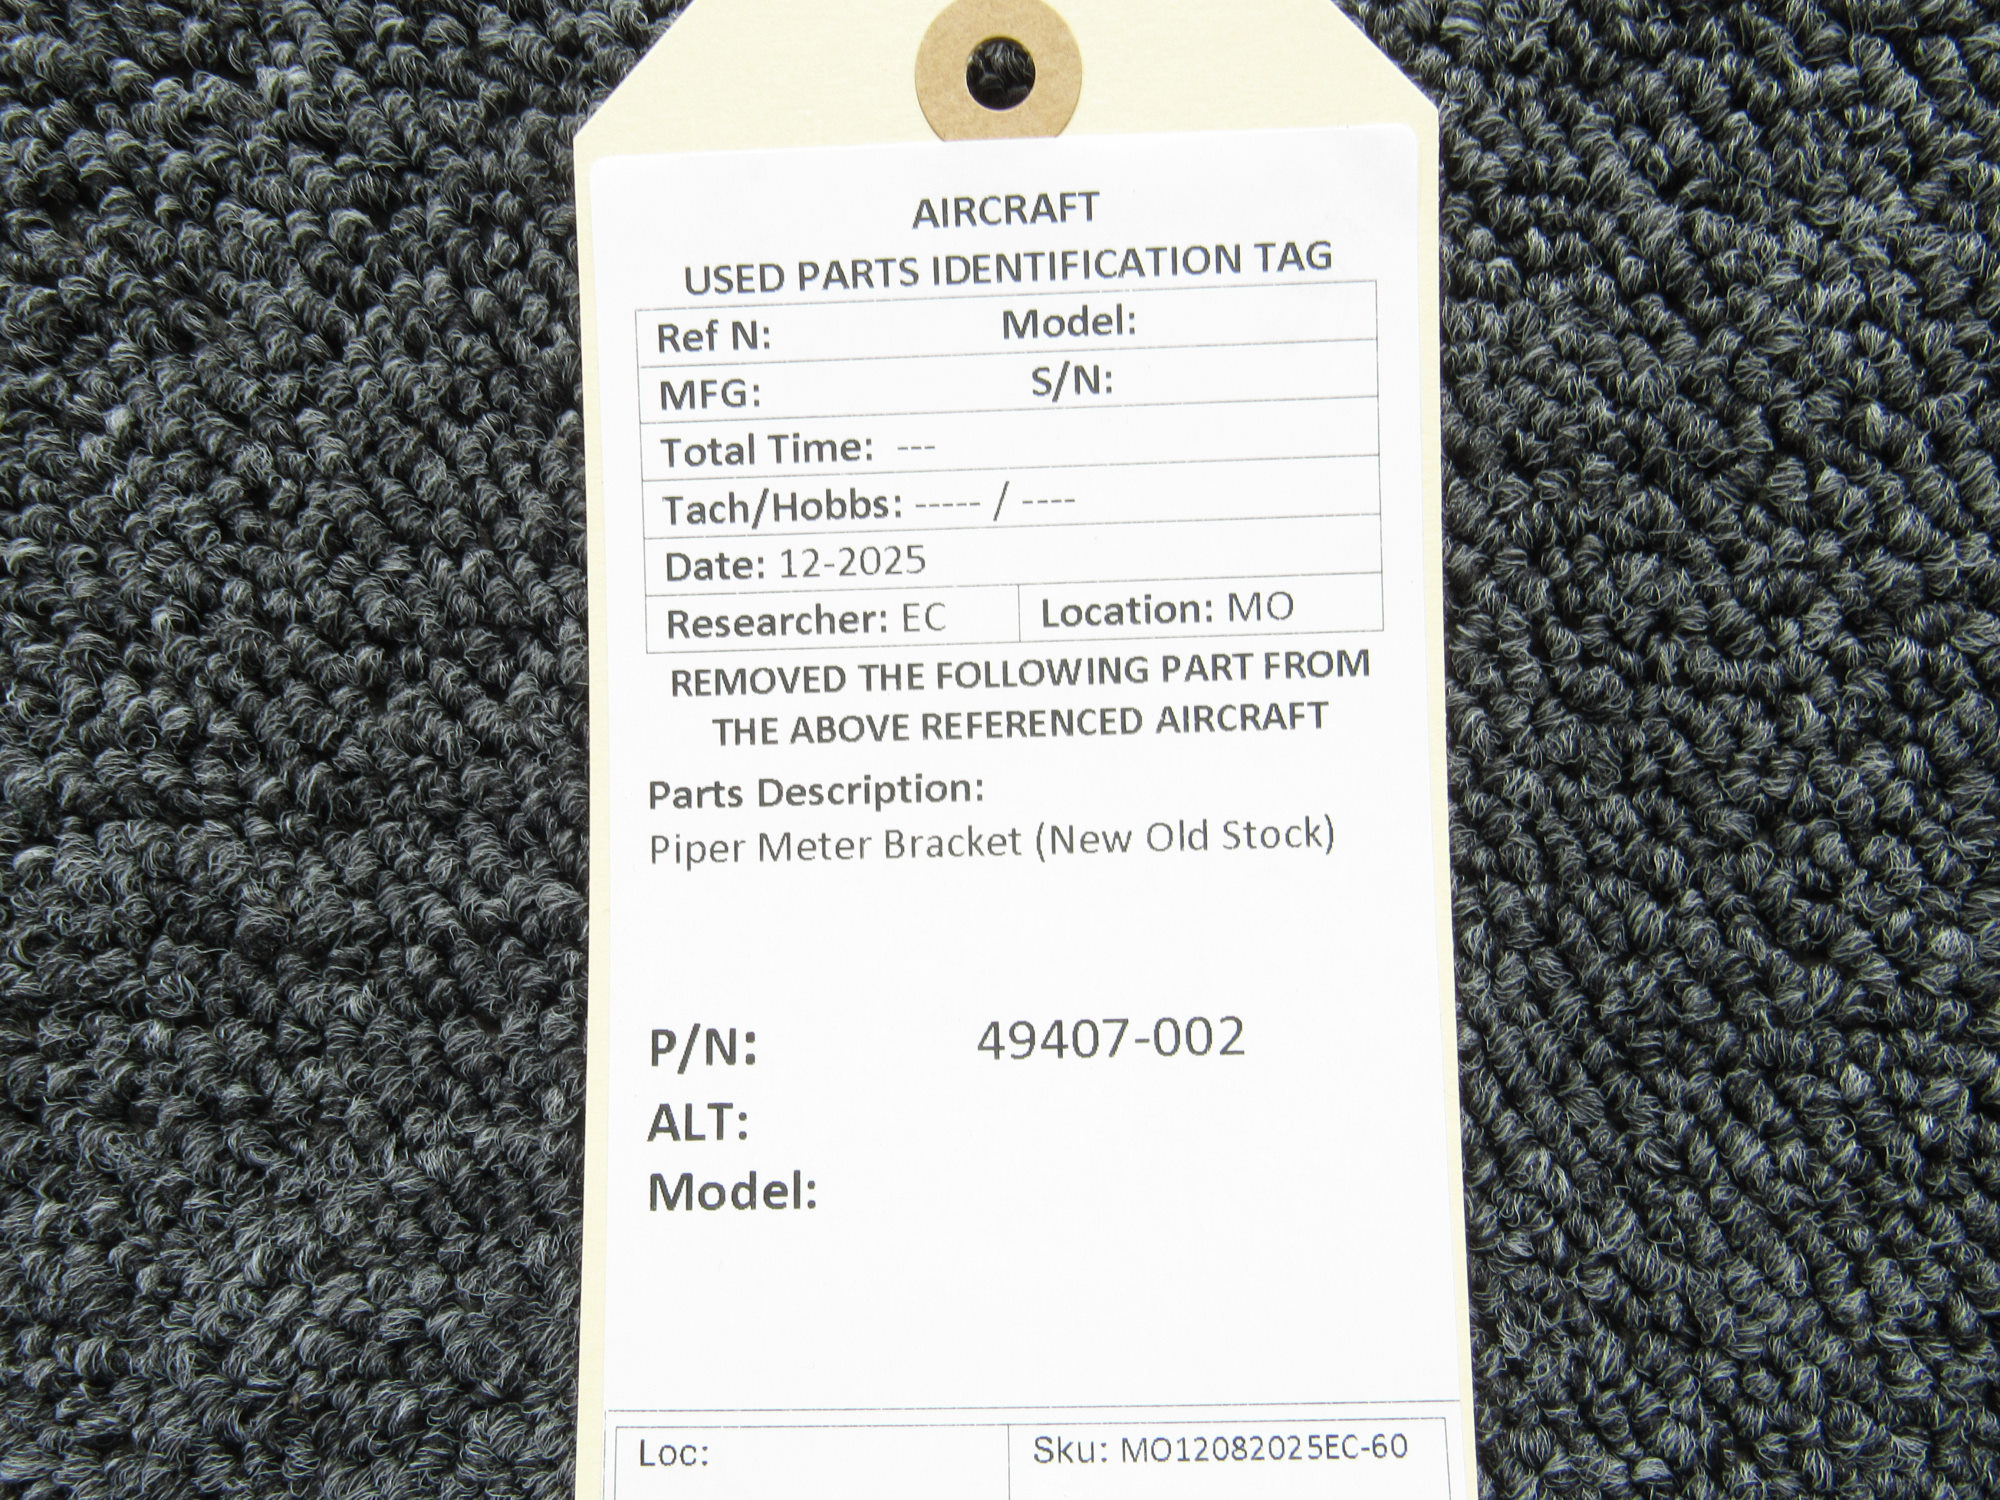 AIRCRAFT
USED PARTS IDENTIFICATION TAG
Ref N: Model:
MFG: S/N:
Total Time: ---
Tach/Hobbs: ----- / ----
Date: 12-2025
Researcher: EC Location: MO
REMOVED THE FOLLOWING PART FROM
THE ABOVE REFERENCED AIRCRAFT
Parts Description:
Piper Meter Bracket (New Old Stock)
P/N: 49407-002
ALT:
Model:
Loc: Sku: MO12082025EC-60